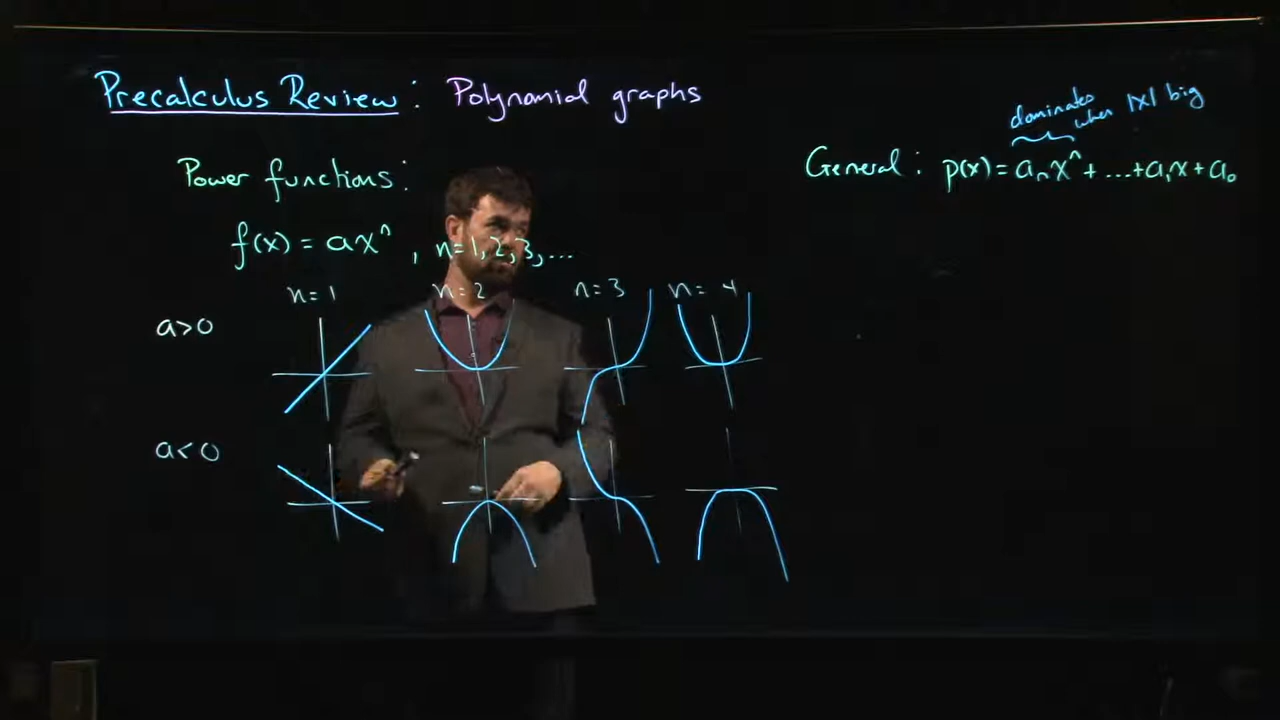 Precalculus Review: Polynomial graphs
Power functions:
f(x) = axⁿ , n=1,2,3,...
n=1 n=2 n=3 n=4
a>0
a<0
dominates when |x| big
General: p(x) = aₙxⁿ + ... + a₁x + a₀